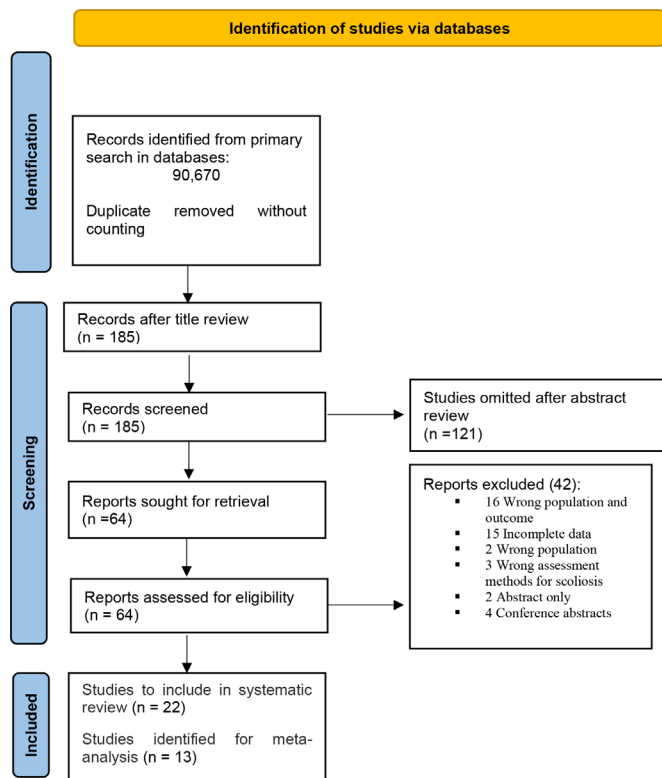 Identification of studies via databases
Identification
Records identified from primary
search in databases:
90,670
Duplicate removed without
counting
Screening
Records after title review
(n = 185)
Records screened
(n = 185)
Studies omitted after abstract
review
(n =121)
Reports sought for retrieval
(n =64)
Reports excluded (42):
▪ 16 Wrong population and
outcome
▪ 15 Incomplete data
▪ 2 Wrong population
▪ 3 Wrong assessment
methods for scoliosis
▪ 2 Abstract only
▪ 4 Conference abstracts
Reports assessed for eligibility
(n = 64)
Included
Studies to include in systematic
review (n = 22)
Studies identified for meta-
analysis (n = 13)